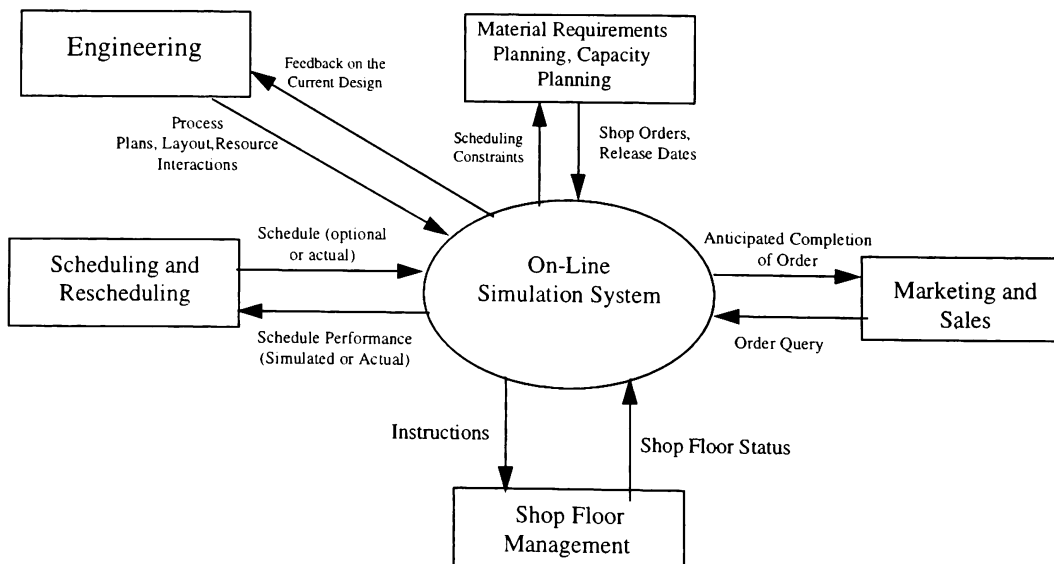 Engineering
Feedback on the
Current Design
Material Requirements
Planning, Capacity
Planning
Process
Plans, Layout,Resource
Interactions
Scheduling
Constraints
Shop Orders,
Release Dates
Scheduling and
Rescheduling
Schedule (optional
or actual)
Schedule Performance
(Simulated or Actual)
On-Line
Simulation System
Anticipated Completion
of Order
Order Query
Marketing and
Sales
Instructions
Shop Floor Status
Shop Floor
Management